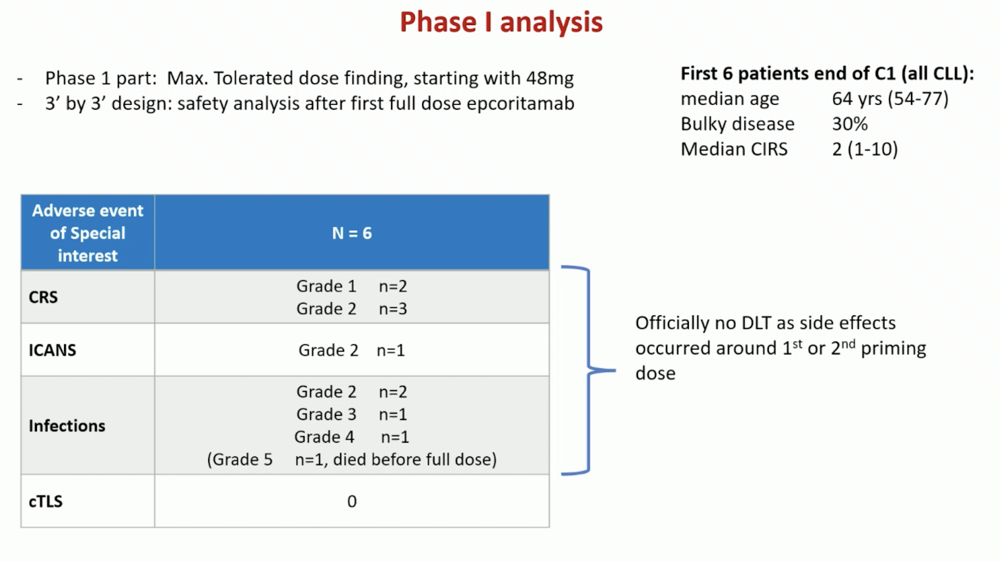 Phase I analysis
- Phase 1 part: Max. Tolerated dose finding, starting with 48mg
- 3’ by 3’ design: safety analysis after first full dose epcoritamab
First 6 patients end of C1 (all CLL):
median age 64 yrs (54-77)
Bulky disease 30%
Median CIRS 2 (1-10)
Adverse event
of Special
interest
N = 6
CRS
Grade 1 n=2
Grade 2 n=3
ICANS
Grade 2 n=1
Infections
Grade 2 n=2
Grade 3 n=1
Grade 4 n=1
(Grade 5 n=1, died before full dose)
cTLS
0
Officially no DLT as side effects
occurred around 1st or 2nd priming
dose